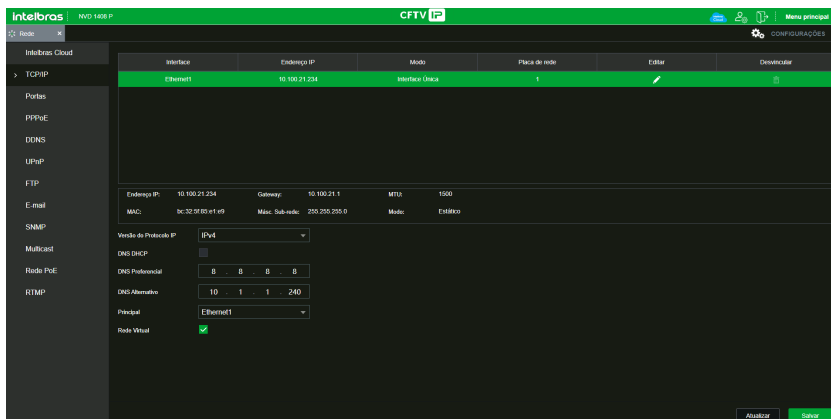 intelbras NVD 1408 P CFTV IP Menu principal
Rede × CONFIGURAÇÕES
Intelbras Cloud
TCP/IP
Portas
PPPoE
DDNS
UPnP
FTP
E-mail
SNMP
Multicast
Rede PoE
RTMP
Interface Endereço IP Modo Placa de rede Editar Desvincular
Ethernet1 10.100.21.234 Interface Única 1
Endereço IP: 10.100.21.234 Gateway: 10.100.21.1 MTU: 1500
MAC: bc:32:5f:85:e1:e9 Másc. Sub-rede: 255.255.255.0 Modo: Estático
Versão do Protocolo IP IPv4
DNS DHCP
DNS Preferencial 8 . 8 . 8 . 8
DNS Alternativo 10 . 1 . 1 . 240
Principal Ethernet1
Rede Virtual
Atualizar Salvar